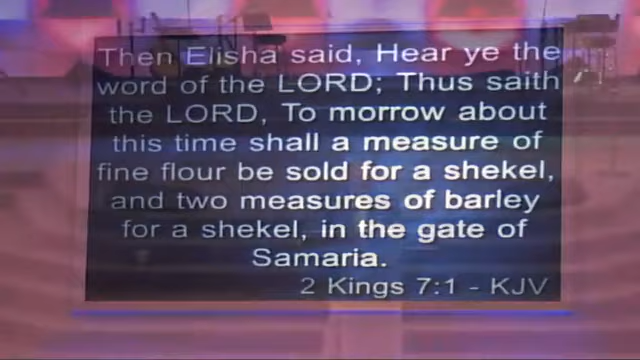 Then Elisha said, Hear ye the
word of the LORD; Thus saith
the LORD, To morrow about
this time shall a measure of
fine flour be sold for a shekel,
and two measures of barley
for a shekel, in the gate of
Samaria.
2 Kings 7:1 - KJV